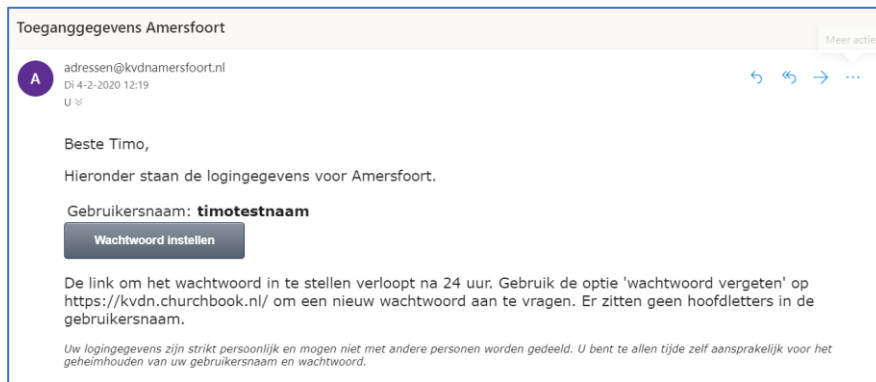 Toeganggegevens Amersfoort
Meer actie
A
adressen@kvdnamersfoort.nl
Di 4-2-2020 12:19
U
Beste Timo,
Hieronder staan de logingegevens voor Amersfoort.
Gebruikersnaam: timotestnaam
Wachtwoord instellen
De link om het wachtwoord in te stellen verloopt na 24 uur. Gebruik de optie 'wachtwoord vergeten' op
https://kvdn.churchbook.nl/ om een nieuw wachtwoord aan te vragen. Er zitten geen hoofdletters in de
gebruikersnaam.
Uw logingegevens zijn strikt persoonlijk en mogen niet met andere personen worden gedeeld. U bent te allen tijde zelf aansprakelijk voor het
geheimhouden van uw gebruikersnaam en wachtwoord.